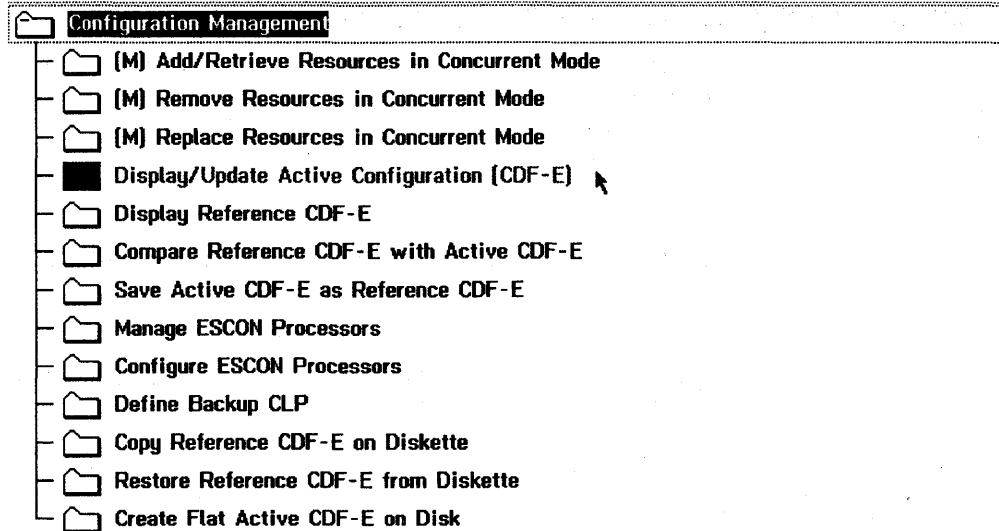 Configuration Management
(M) Add/Retrieve Resources in Concurrent Mode
(M) Remove Resources in Concurrent Mode
(M) Replace Resources in Concurrent Mode
Display/Update Active Configuration (CDF-E)
Display Reference CDF-E
Compare Reference CDF-E with Active CDF-E
Save Active CDF-E as Reference CDF-E
Manage ESCON Processors
Configure ESCON Processors
Define Backup CLP
Copy Reference CDF-E on Diskette
Restore Reference CDF-E from Diskette
Create Flat Active CDF-E on Disk